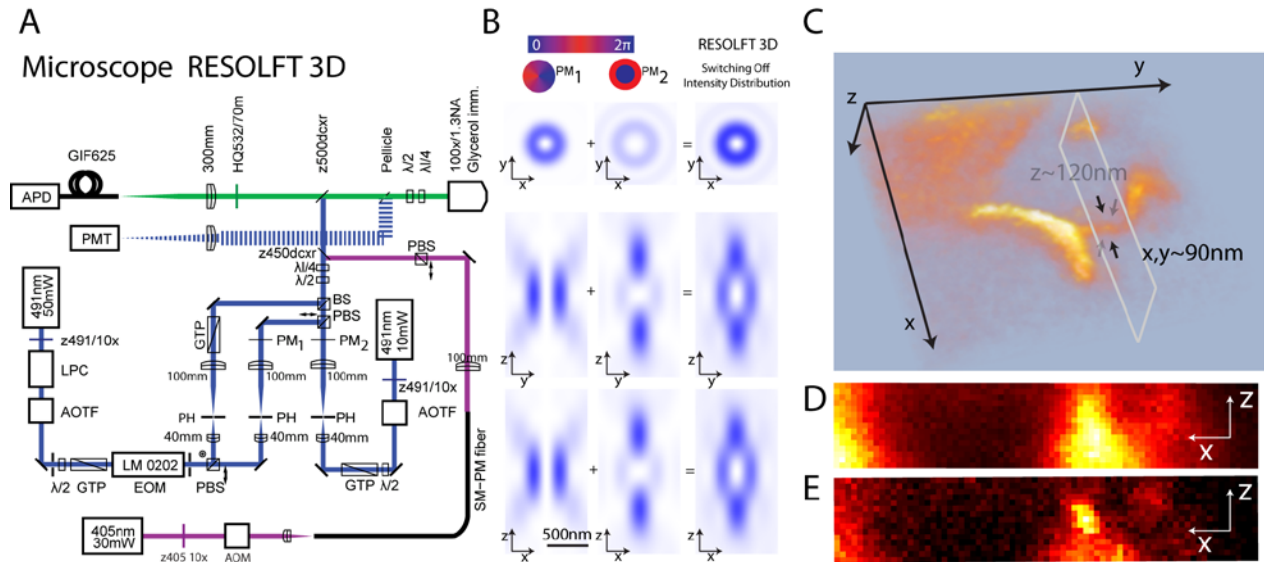 A
Microscope RESOLFT 3D
GIF625
300mm
HQ532/70m
z500dcxr
Pellicle
λ/2
λl/4
100x/1.3NA
Glycerol imm.
APD
PMT
z450dcxr
λl/4
λ/2
PBS
491nm
50mW
z491/10x
LPC
AOTF
GTP
BS
PBS
PM1
PM2
491nm
10mW
z491/10x
AOTF
100mm
100mm
100mm
100mm
PH
PH
PH
40mm
40mm
40mm
λ/2
GTP
LM 0202
EOM
PBS
GTP
λ/2
SM-PM fiber
405nm
30mW
z405 10x
AOM
B
0
2π
PM1
PM2
RESOLFT 3D
Switching Off
Intensity Distribution
y
x
+
y
x
=
y
x
z
y
+
z
y
=
z
y
z
x
+
z
x
=
z
x
500nm
C
z
y
x
z~120nm
x,y~90nm
D
z
x
E
z
x